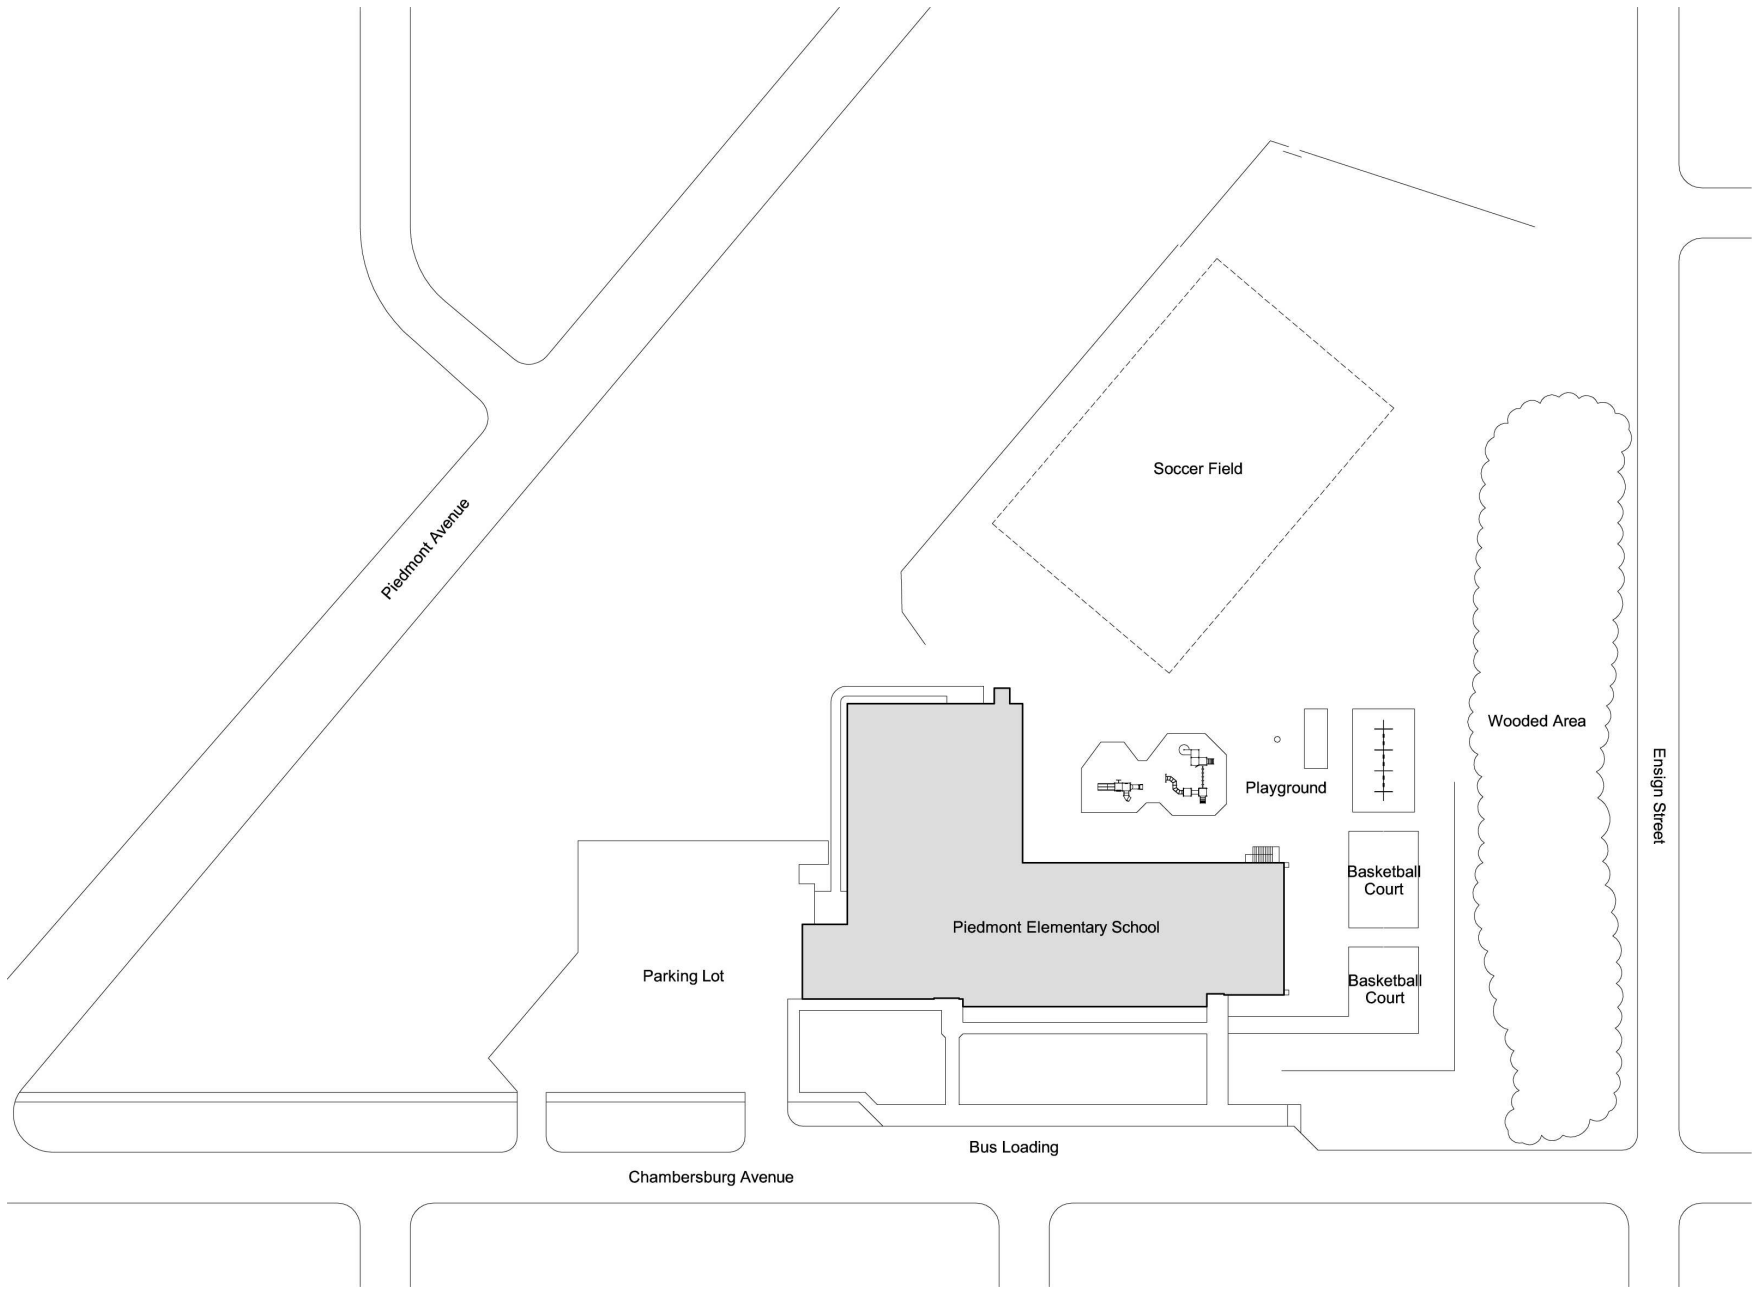 Soccer Field
Piedmont Avenue
Wooded Area
Ensign Street
Playground
Basketball
Court
Piedmont Elementary School
Parking Lot
Basketball
Court
Bus Loading
Chambersburg Avenue